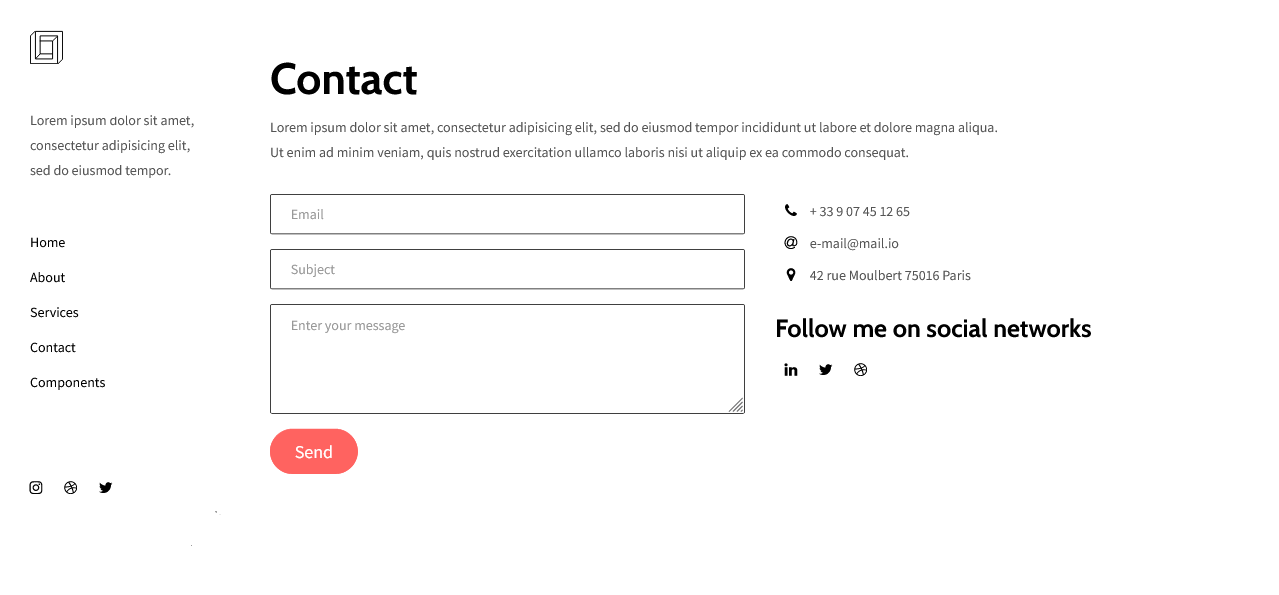 Lorem ipsum dolor sit amet,
consectetur adipisicing elit,
sed do eiusmod tempor.
Home
About
Services
Contact
Components
Contact
Lorem ipsum dolor sit amet, consectetur adipisicing elit, sed do eiusmod tempor incididunt ut labore et dolore magna aliqua.
Ut enim ad minim veniam, quis nostrud exercitation ullamco laboris nisi ut aliquip ex ea commodo consequat.
Email
Subject
Enter your message
Send
+ 33 9 07 45 12 65
e-mail@mail.io
42 rue Moulbert 75016 Paris
Follow me on social networks